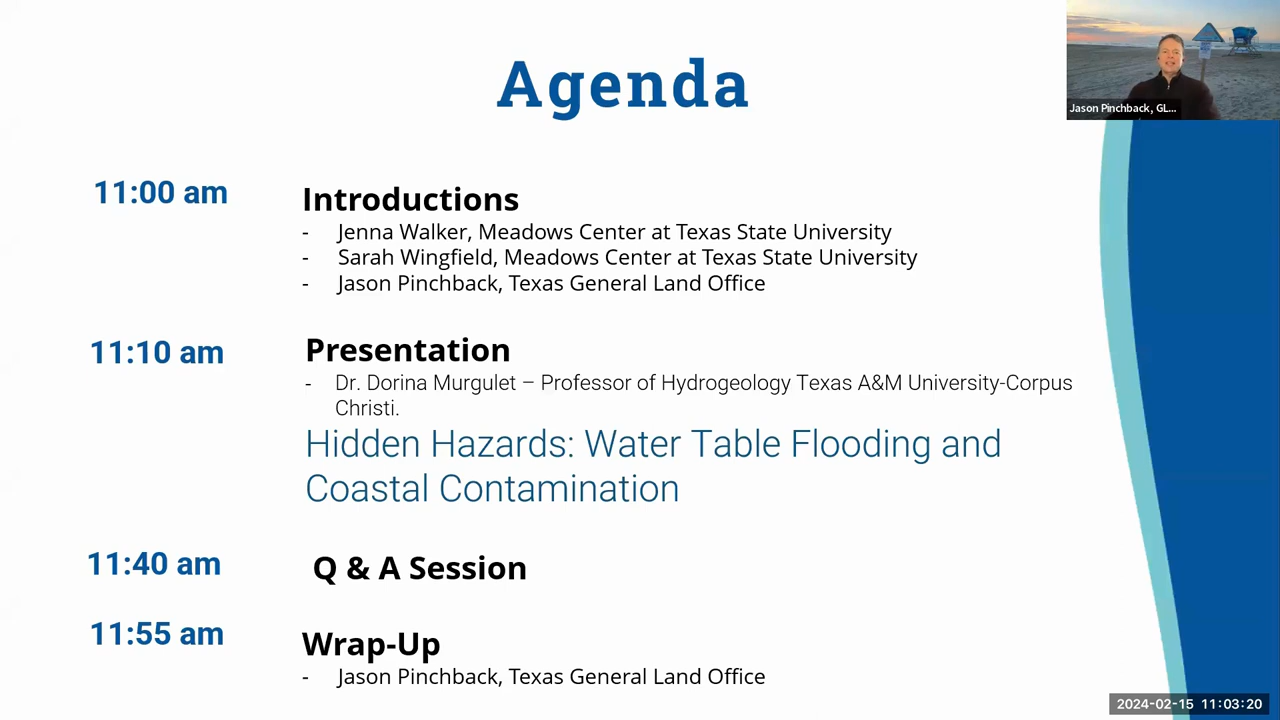 Agenda
Jason Pinchback, GL...
11:00 am
Introductions
- Jenna Walker, Meadows Center at Texas State University
- Sarah Wingfield, Meadows Center at Texas State University
- Jason Pinchback, Texas General Land Office
11:10 am
Presentation
- Dr. Dorina Murgulet – Professor of Hydrogeology Texas A&M University-Corpus
Christi.
Hidden Hazards: Water Table Flooding and
Coastal Contamination
11:40 am
Q & A Session
11:55 am
Wrap-Up
- Jason Pinchback, Texas General Land Office
2024-02-15 11:03:20